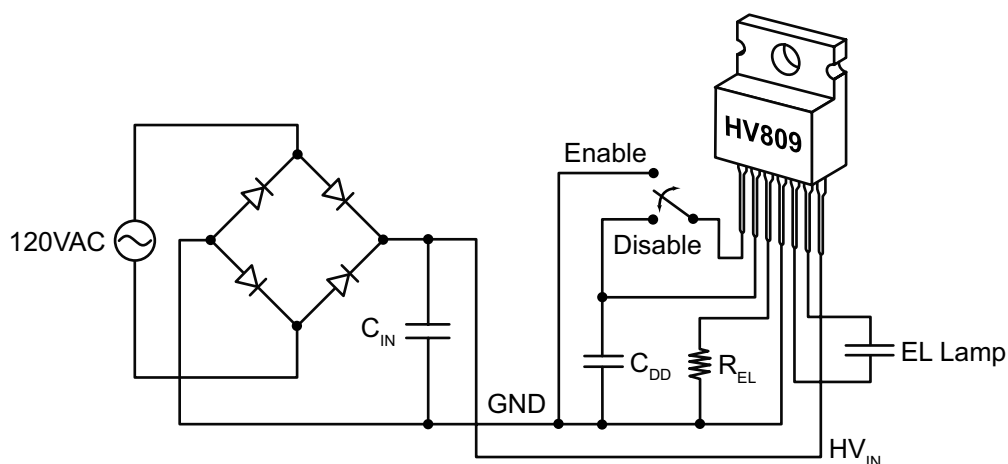 HV809
Enable
120VAC
Disable
C_IN
EL Lamp
C_DD
R_EL
GND
HV_IN